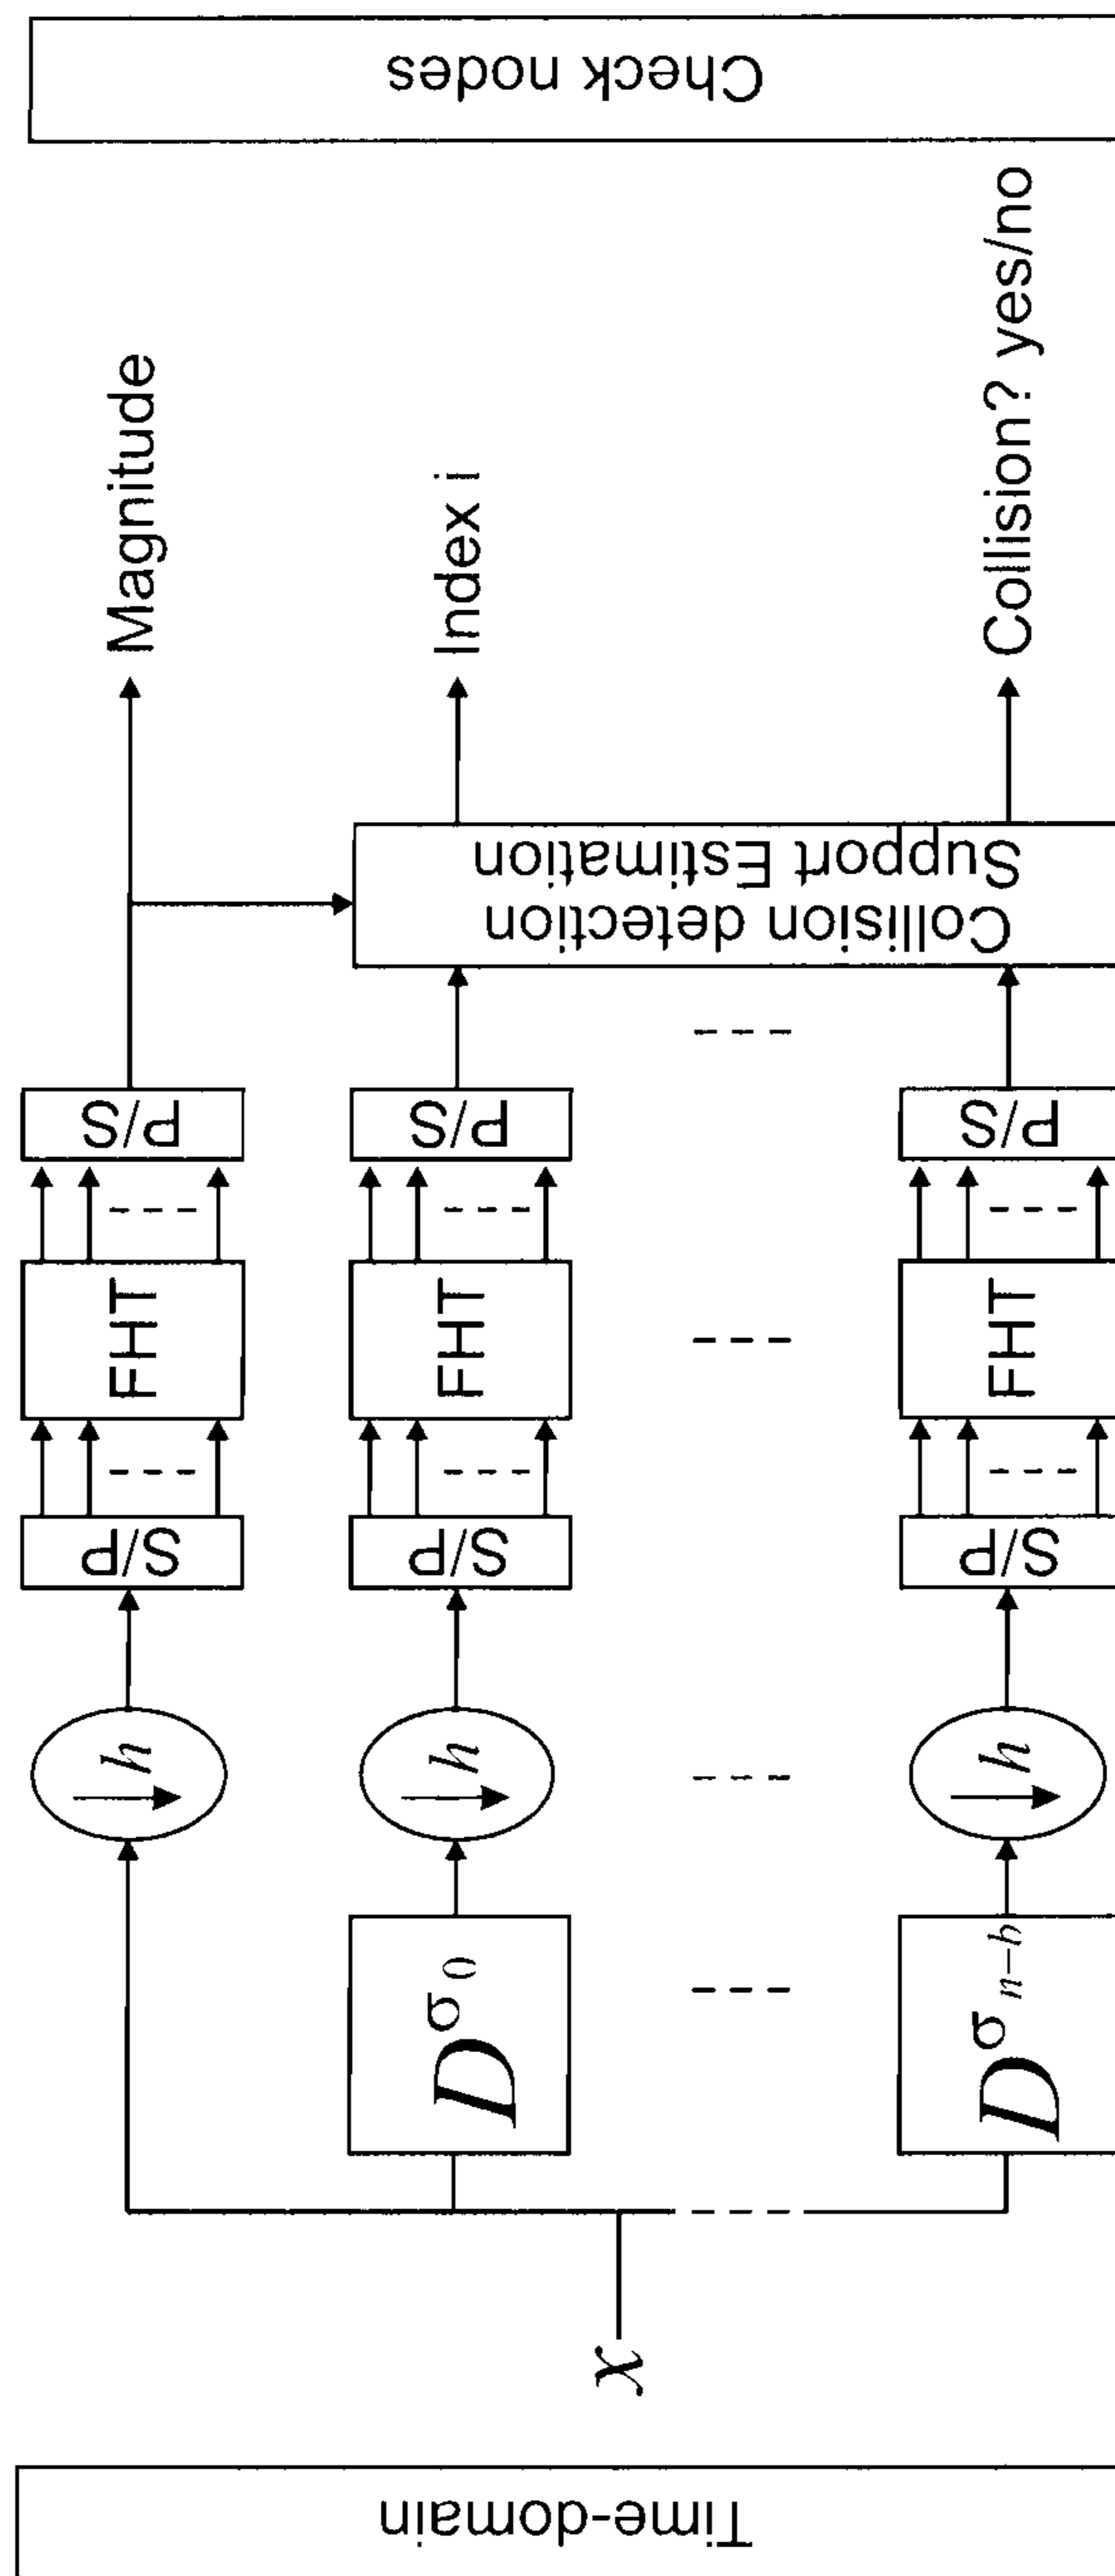 Time-domain
x
D^σ_0
D^σ_{n-b}
h
h
h
S/P
S/P
S/P
FHT
FHT
FHT
P/S
P/S
P/S
Collision detection
Support Estimation
Magnitude
Index i
Collision? yes/no
Check nodes